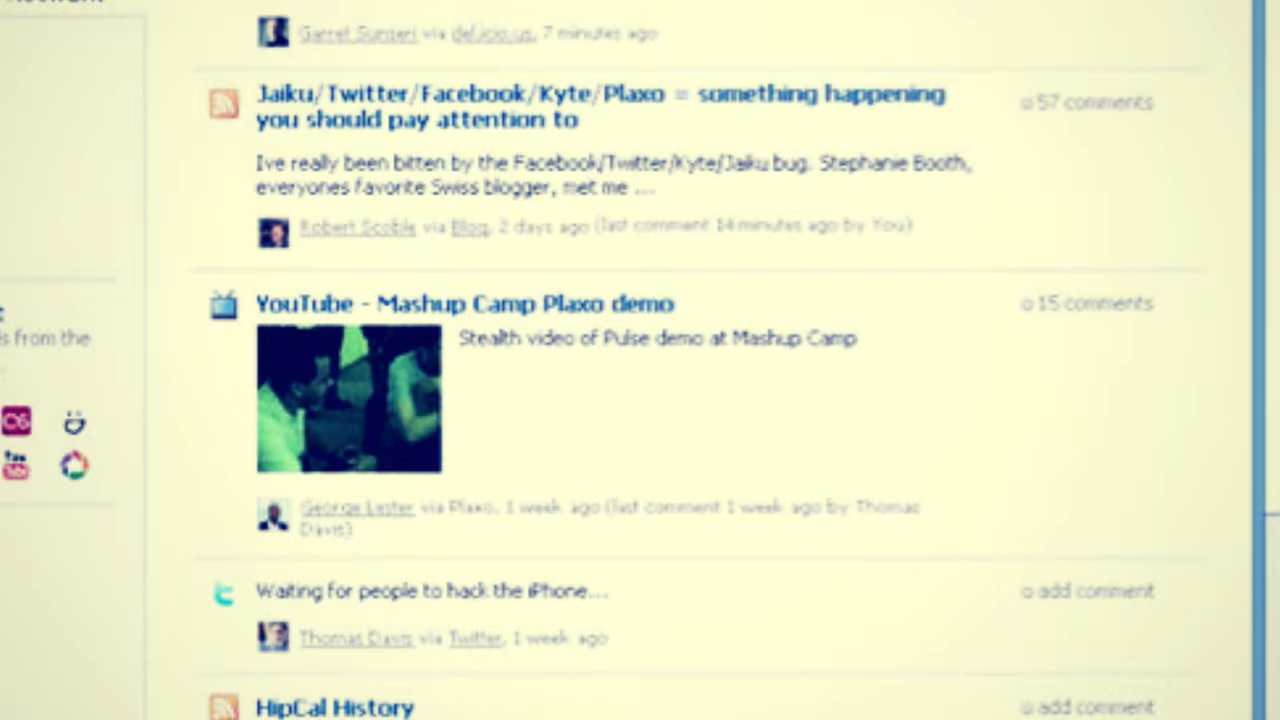 Garret Sunseri via del.icio.us, 7 minutes ago
Jaiku/Twitter/Facebook/Kyte/Plaxo = something happening
you should pay attention to
57 comments
Ive really been bitten by the Facebook/Twitter/Kyte/Jaiku bug. Stephanie Booth,
everyones favorite Swiss blogger, met me ...
Robert Scoble via Blog, 2 days ago (last comment 14 minutes ago by You)
YouTube - Mashup Camp Plaxo demo
15 comments
Stealth video of Pulse demo at Mashup Camp
George Lester via Plaxo, 1 week ago (last comment 1 week ago by Thomas
Davis)
Waiting for people to hack the iPhone...
add comment
Thomas Davis via Twitter, 1 week ago
HipCal History
add comment
s from the
You
Tube